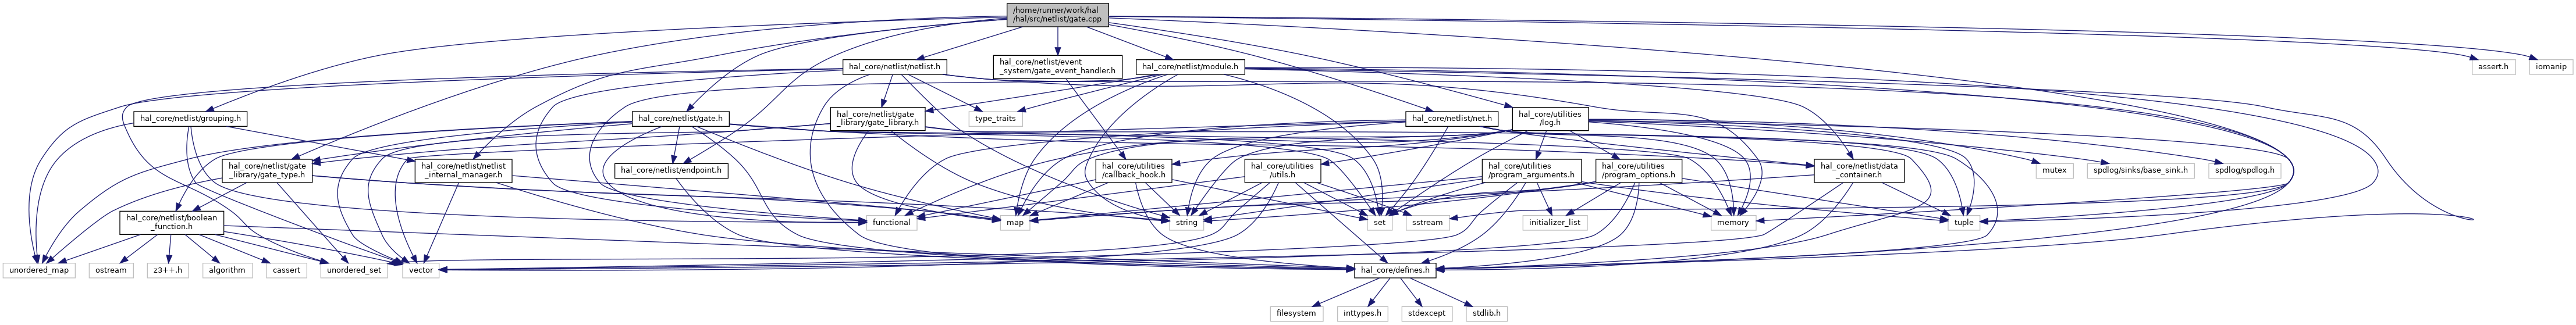 /home/runner/work/hal
/hal/src/netlist/gate.cpp
hal_core/netlist/netlist.h
hal_core/netlist/event
_system/gate_event_handler.h
hal_core/netlist/module.h
assert.h
iomanip
hal_core/netlist/grouping.h
hal_core/netlist/gate.h
hal_core/netlist/gate
_library/gate_library.h
type_traits
hal_core/netlist/net.h
hal_core/utilities
/log.h
hal_core/netlist/gate
_library/gate_type.h
hal_core/netlist/netlist
_internal_manager.h
hal_core/netlist/endpoint.h
hal_core/utilities
/callback_hook.h
hal_core/utilities
/utils.h
hal_core/utilities
/program_arguments.h
hal_core/utilities
/program_options.h
hal_core/netlist/data
_container.h
mutex
spdlog/sinks/base_sink.h
spdlog/spdlog.h
hal_core/netlist/boolean
_function.h
functional
map
string
set
sstream
initializer_list
memory
tuple
unordered_map
ostream
z3++.h
algorithm
cassert
unordered_set
vector
hal_core/defines.h
filesystem
inttypes.h
stdexcept
stdlib.h